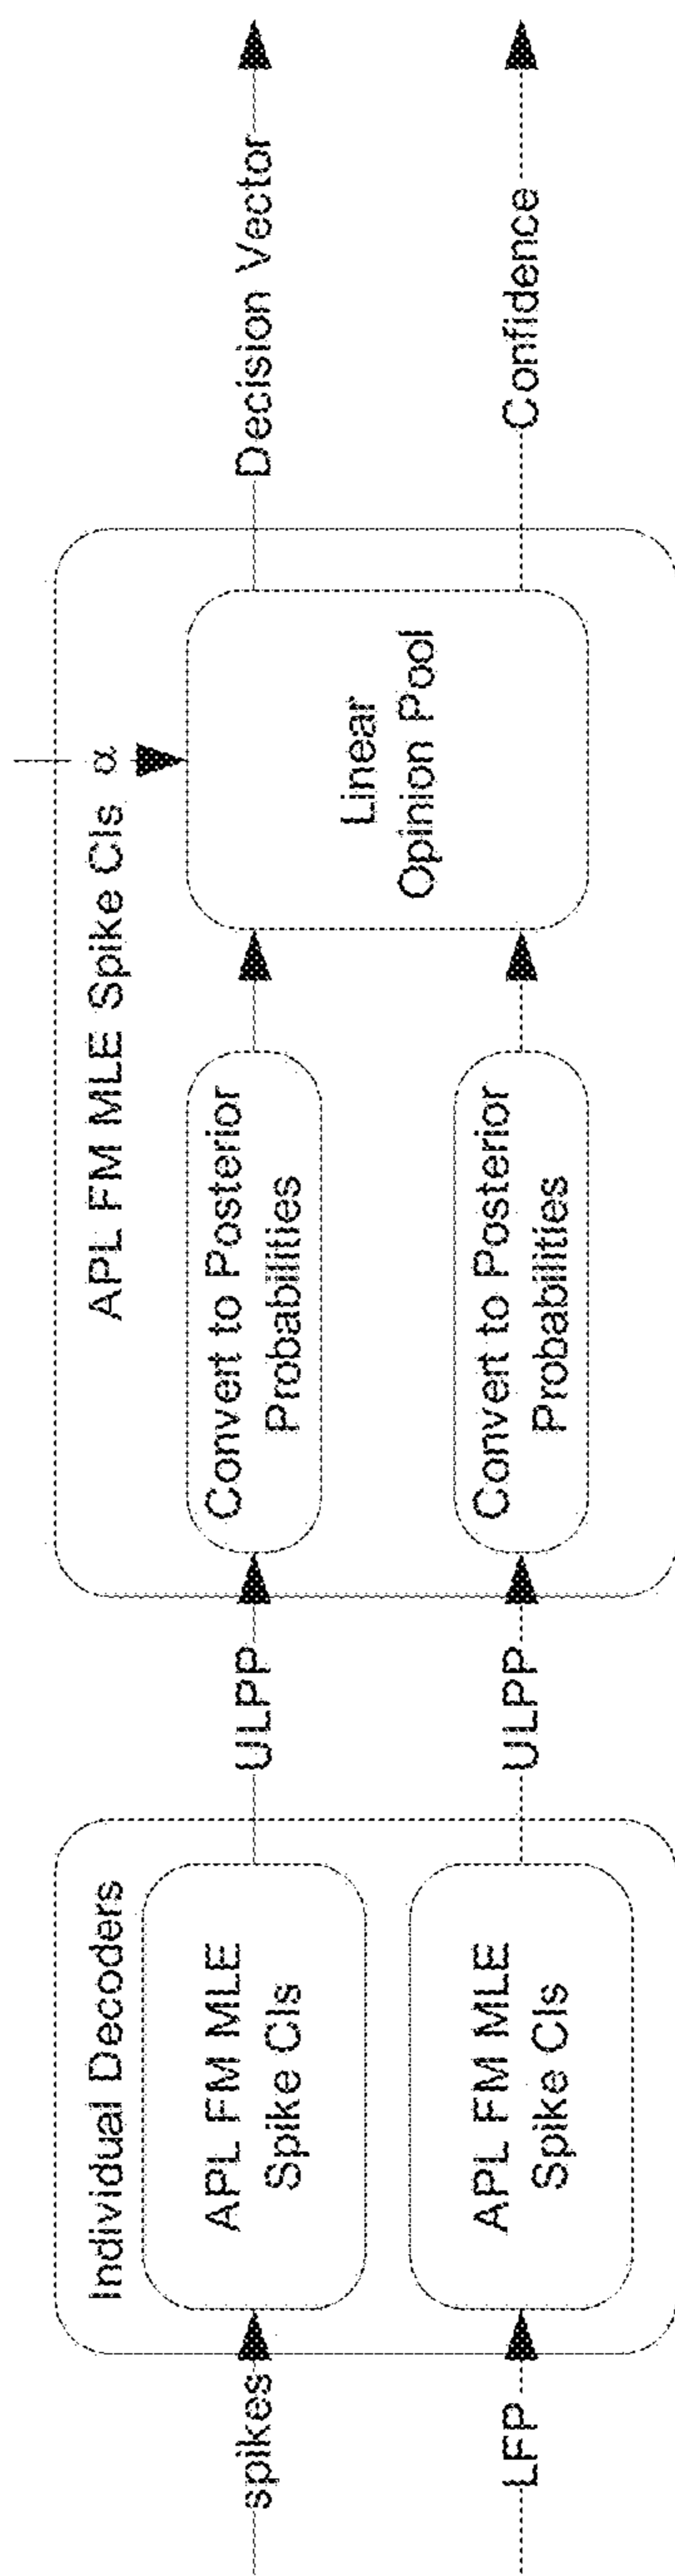 spikes
LFP
Individual Decoders
APL FM MLE
Spike Cls
APL FM MLE
Spike Cls
ULPP
ULPP
APL FM MLE Spike Cls α
Convert to Posterior
Probabilities
Convert to Posterior
Probabilities
Linear
Opinion Pool
Decision Vector
Confidence